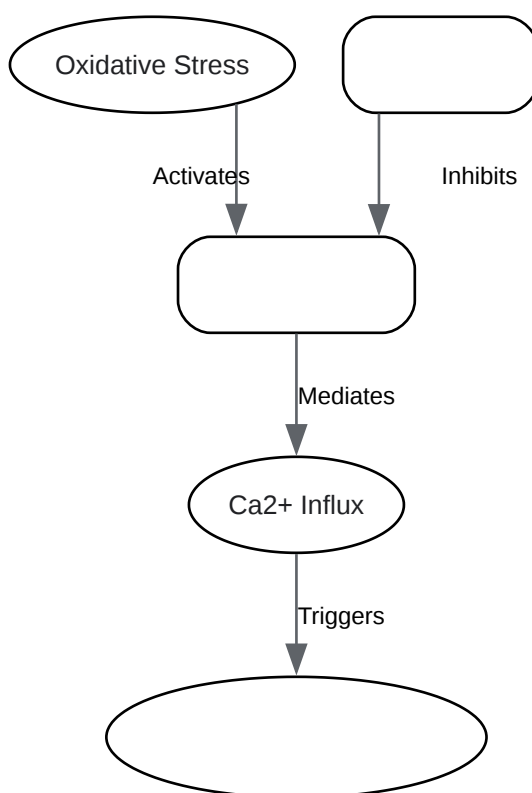 Oxidative Stress
Activates
Inhibits
Mediates
Ca2+ Influx
Triggers